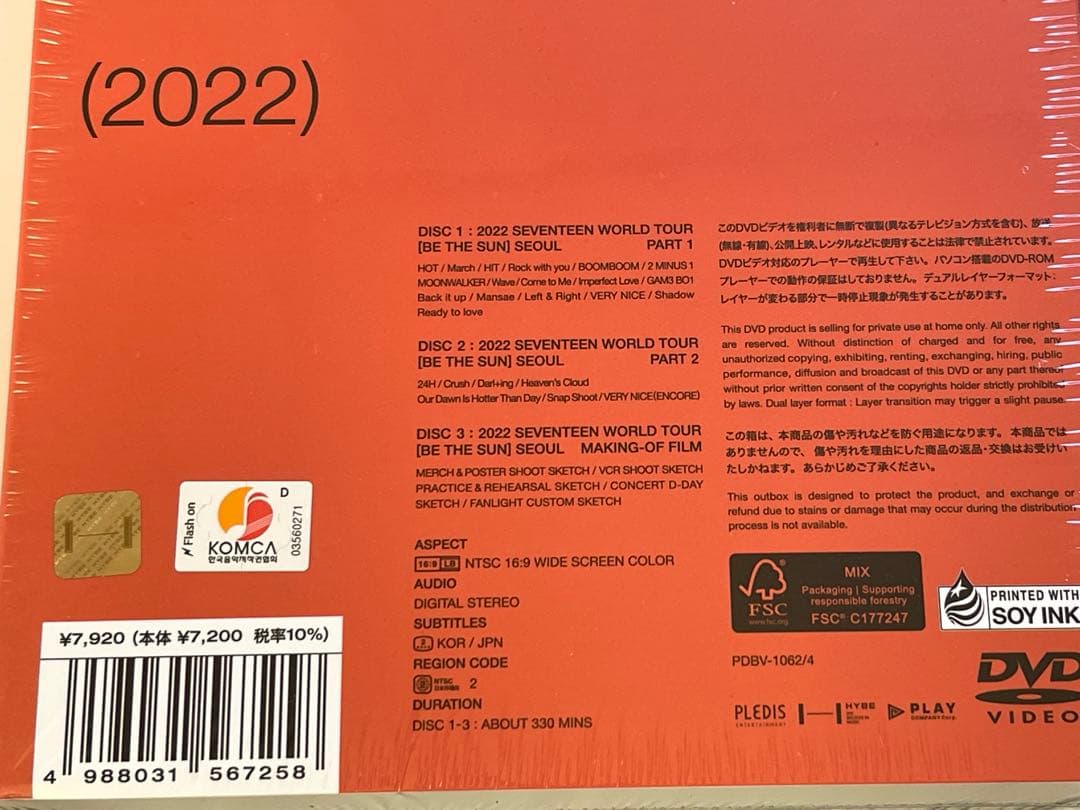 (2022)
DISC 1 : 2022 SEVENTEEN WORLD TOUR
[BE THE SUN] SEOUL PART 1
HOT / March / HIT / Rock with you / BOOMBOOM / 2 MINUS 1
MOONWALKER / Wave / Come to Me / Imperfect Love / GAM3 BO1
Back it up / Mansae / Left & Right / VERY NICE / Shadow
Ready to love
DISC 2 : 2022 SEVENTEEN WORLD TOUR
[BE THE SUN] SEOUL PART 2
24H / Crush / Darl+ing / Heaven's Cloud
Our Dawn Is Hotter Than Day / Snap Shoot / VERY NICE(ENCORE)
DISC 3 : 2022 SEVENTEEN WORLD TOUR
[BE THE SUN] SEOUL MAKING-OF FILM
MERCH & POSTER SHOOT SKETCH / VCR SHOOT SKETCH
PRACTICE & REHEARSAL SKETCH / CONCERT D-DAY
SKETCH / FANLIGHT CUSTOM SKETCH
ASPECT
16:9 LB NTSC 16:9 WIDE SCREEN COLOR
AUDIO
DIGITAL STEREO
SUBTITLES
2 KOR / JPN
REGION CODE
2 NTSC 日本市場向 2
DURATION
DISC 1-3 : ABOUT 330 MINS
このDVDビデオを権利者に無断で複製(異なるテレビジョン方式を含む)、放送
(無線・有線)、公開上映、レンタルなどに使用することは法律で禁止されています。
DVDビデオ対応のプレーヤーで再生して下さい。パソコン搭載のDVD-ROM
プレーヤーでの動作の保証はしておりません。デュアルレイヤーフォーマット:
レイヤーが変わる部分で一時停止現象が発生することがあります。
This DVD product is selling for private use at home only. All other rights
are reserved. Without distinction of charged and for free, any
unauthorized copying, exhibiting, renting, exchanging, hiring, public
performance, diffusion and broadcast of this DVD or any part thereof
without prior written consent of the copyrights holder strictly prohibited
by laws. Dual layer format : Layer transition may trigger a slight pause.
この箱は、本商品の傷や汚れなどを防ぐ用途になります。本商品では
ありませんので、傷や汚れを理由にした商品の返品・交換はお受けい
たしかねます。あらかじめご了承ください。
This outbox is designed to protect the product, and exchange or
refund due to stains or damage that may occur during the distribution
process is not available.
FSC
www.fsc.org
MIX
Packaging | Supporting
responsible forestry
FSC® C177247
PRINTED WITH
SOY INK
PDBV-1062/4
PLEDIS
ENTERTAINMENT
HYBE
WE
BELIEVE IN
MUSIC
PLAY
COMPANY Corp.
DVD
VIDEO
Flash on
D
KOMCA
한국음악저작권협회
03560271
¥7,920 (本体 ¥7,200 税率10%)
4 988031 567258